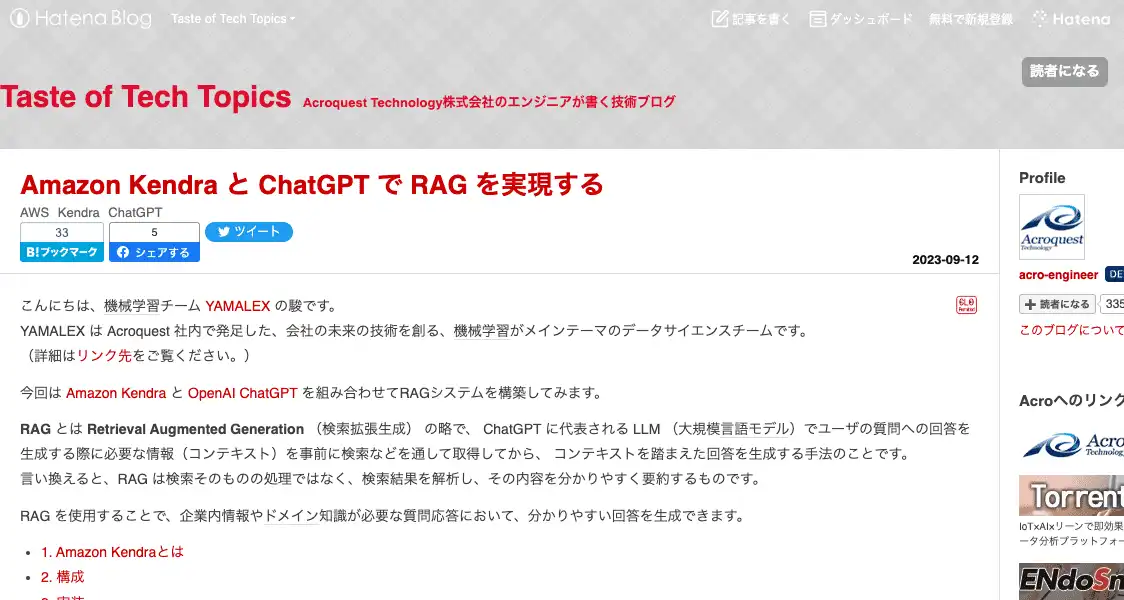 Hatena Blog
Taste of Tech Topics
記事を書く
ダッシュボード
無料で新規登録
Hatena
読者になる
Taste of Tech Topics
Acroquest Technology株式会社のエンジニアが書く技術ブログ
Amazon Kendra と ChatGPT で RAG を実現する
AWS Kendra ChatGPT
33
5
B!ブックマーク
シェアする
ツイート
2023-09-12
こんにちは、機械学習チーム YAMALEX の駿です。
YAMALEX は Acroquest 社内で発足した、会社の未来の技術を創る、機械学習がメインテーマのデータサイエンスチームです。
（詳細はリンク先をご覧ください。）
今回は Amazon Kendra と OpenAI ChatGPT を組み合わせてRAGシステムを構築してみます。
RAG とは Retrieval Augmented Generation （検索拡張生成） の略で、 ChatGPT に代表される LLM （大規模言語モデル）でユーザの質問への回答を
生成する際に必要な情報（コンテキスト）を事前に検索などを通して取得してから、 コンテキストを踏まえた回答を生成する手法のことです。
言い換えると、RAG は検索そのものの処理ではなく、検索結果を解析し、その内容を分かりやすく要約するものです。
RAG を使用することで、企業内情報やドメイン知識が必要な質問応答において、分かりやすい回答を生成できます。
1. Amazon Kendraとは
2. 構成
Profile
Acroquest
Technology
acro-engineer
DE
読者になる
335
このブログについて
Acroへのリンク
Acro
Technology
Torrent
IoT×AI×リーンで即効果
ータ分析プラットフォー
ENdoSn